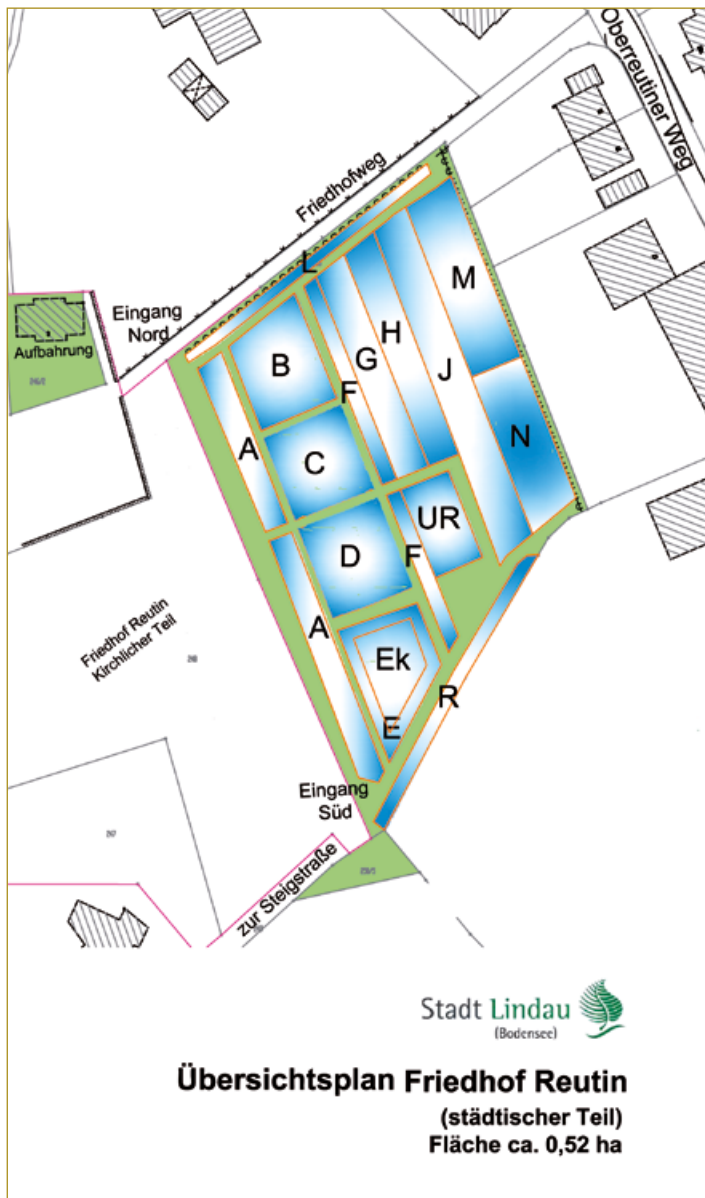 Oberreutiner Weg
Friedhofweg
L
M
Eingang
Nord
Aufbahrung
B
H
G
J
F
A
C
N
UR
D
F
A
Friedhof Reutin
Kirchlicher Teil
Ek
R
E
Eingang
Süd
zur Steigstraße
Stadt Lindau
(Bodensee)
Übersichtsplan Friedhof Reutin
(städtischer Teil)
Fläche ca. 0,52 ha